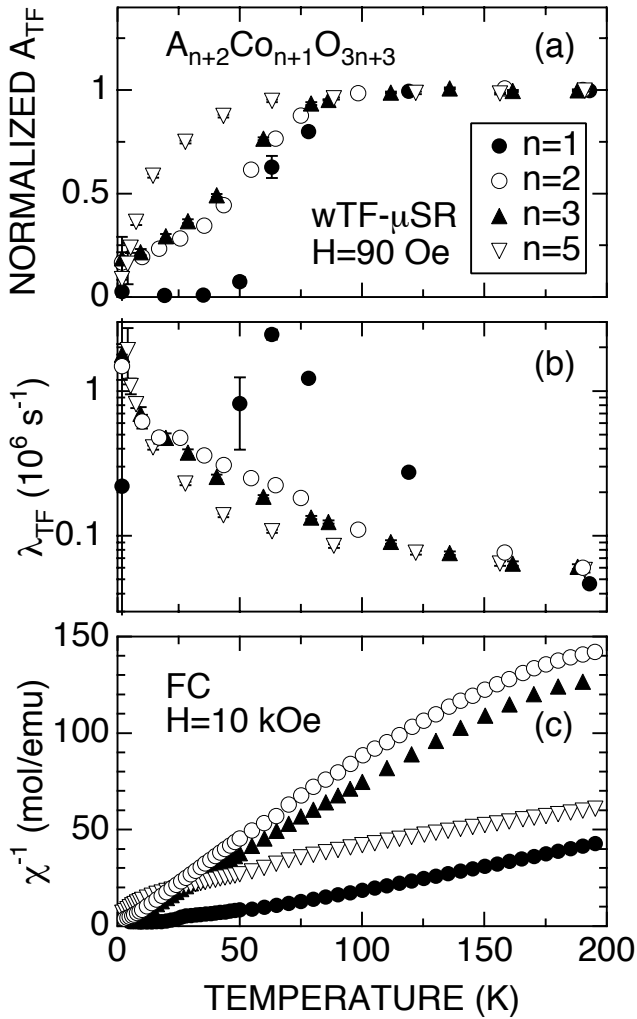 NORMALIZED A_TF
A_{n+2}Co_{n+1}O_{3n+3}
(a)
1
0.5
0
n=1
n=2
n=3
n=5
wTF-μSR
H=90 Oe
λ_TF (10^6 s^-1)
(b)
1
0.1
χ^-1 (mol/emu)
FC
H=10 kOe
(c)
150
100
50
0
0 50 100 150 200
TEMPERATURE (K)